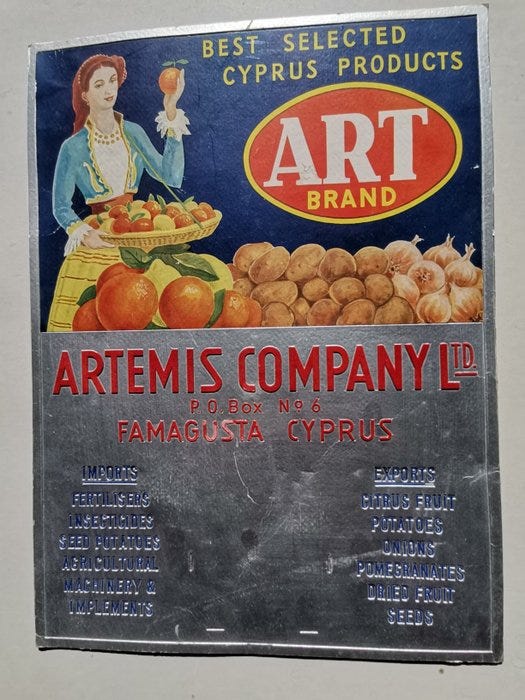 BEST SELECTED
CYPRUS PRODUCTS
ART
BRAND
ARTEMIS COMPANY LTD.
P.O. Box No 6
FAMAGUSTA CYPRUS
IMPORTS
FERTILISERS
INSECTICIDES
SEED POTATOES
AGRICULTURAL
MACHINERY &
IMPLEMENTS
EXPORTS
CITRUS FRUIT
POTATOES
ONIONS
POMEGRANATES
DRIED FRUIT
SEEDS